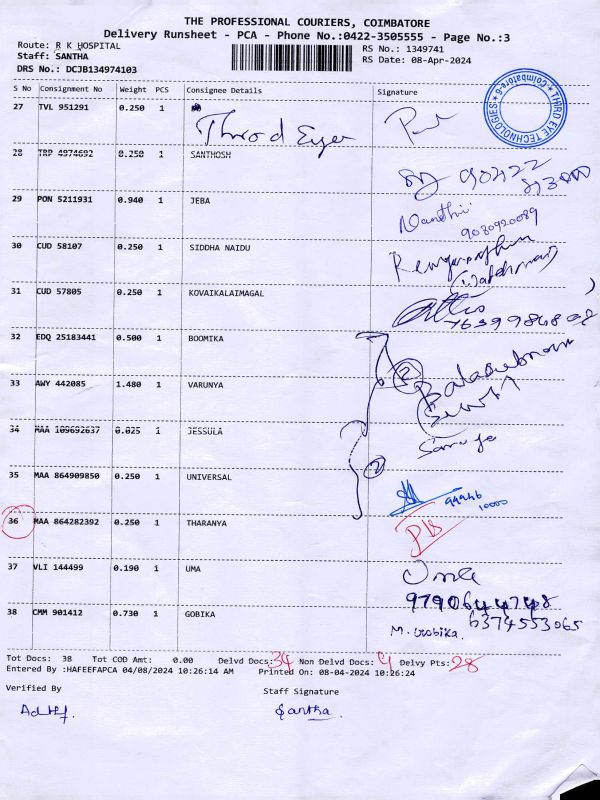 THE PROFESSIONAL COURIERS, COIMBATORE
Delivery Runsheet - PCA - Phone No.:0422-3505555 - Page No.:3
Route: R K HOSPITAL
Staff: SANTHA
DRS No.: DCJB134974103
RS No.: 1349741
RS Date: 08-Apr-2024
S No Consignment No Weight PCS Consignee Details Signature
27 TVL 951291 0.250 1
Third Eye
THIRD EYE TECHNOLOGIES
Coimbatore-6
28 TRP 4974692 0.250 1 SANTHOSH
29 PON 5211931 0.940 1 JEBA
Nandhi
9080920089
30 CUD 58107 0.250 1 SIDDHA NAIDU
(Watchman)
31 CUD 57805 0.250 1 KOVAIKALAIMAGAL
32 EDQ 25183441 0.500 1 BOOMIKA
2
33 AWY 442085 1.480 1 VARUNYA
34 MAA 109692637 0.025 1 JESSULA
2
35 MAA 864909850 0.250 1 UNIVERSAL
99946
10000
36 MAA 864282392 0.250 1 THARANYA
37 VLI 144499 0.190 1 UMA
Uma
9790644748
38 CMM 901412 0.730 1 GOBIKA
6374553065
M. Gobika.
Tot Docs: 38 Tot COD Amt: 0.00 Delvd Docs: 34 Non Delvd Docs: 4 Delvy Pts: 28
Entered By :HAFEEFAPCA 04/08/2024 10:26:14 AM Printed On: 08-04-2024 10:26:24
Verified By Staff Signature
Santha.